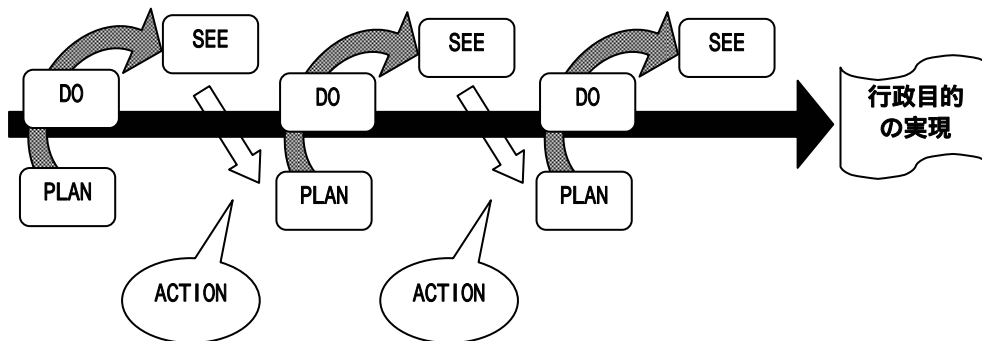 SEE
SEE
SEE
DO
DO
DO
行政目的
の実現
PLAN
PLAN
PLAN
ACTION
ACTION